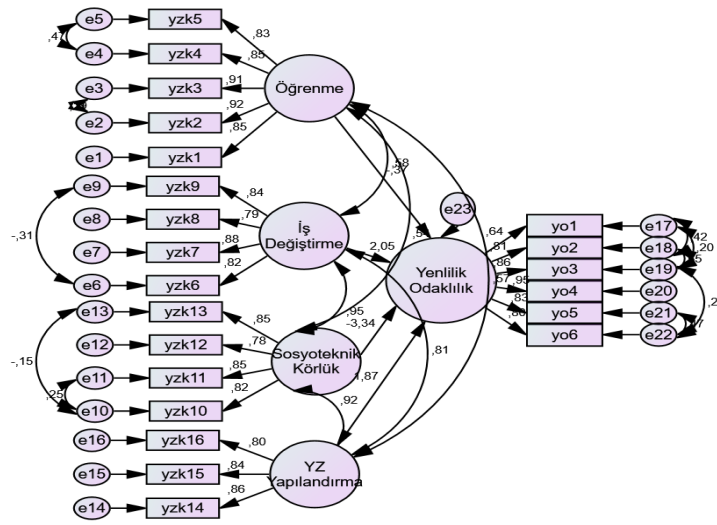 e5 yzk5 ,83
,47
e4 yzk4 ,85
e3 yzk3 ,91 Öğrenme
e2 yzk2 ,92
e1 yzk1 ,85
,58
e9 yzk9 ,84
e23
,64 yo1 e17
e8 yzk8 ,79 İş
Değiştirme
,42
,81 yo2 e18 ,20
-,31
e7 yzk7 ,88 2,05 Yenlilik
Odaklılık
,86 yo3 e19
,95 yo4 e20
e6 yzk6 ,82
,57
,83 yo5 e21
e13 yzk13 ,85
,95
-3,34
yo6 e22
e12 yzk12 ,78 Sosyoteknik
Körlük
,81
-,15
e11 yzk11 ,85
1,87
,25
e10 yzk10 ,82
,92
e16 yzk16 ,80
e15 yzk15 ,84 YZ
Yapılandırma
e14 yzk14 ,86